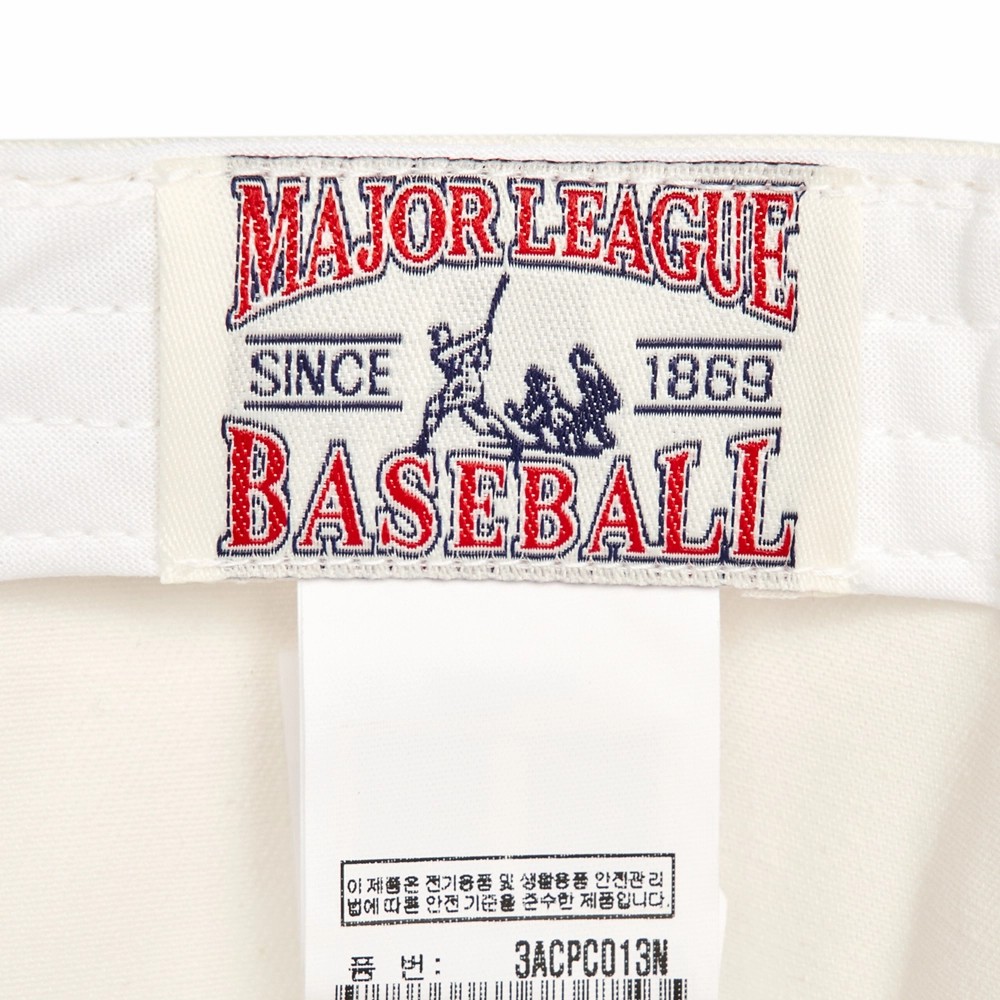 MAJOR LEAGUE
SINCE 1869
BASEBALL
이 제품은 전기용품 및 생활용품 안전관리
법에 따른 안전 기준을 준수한 제품입니다.
품 번: 3ACPC013N